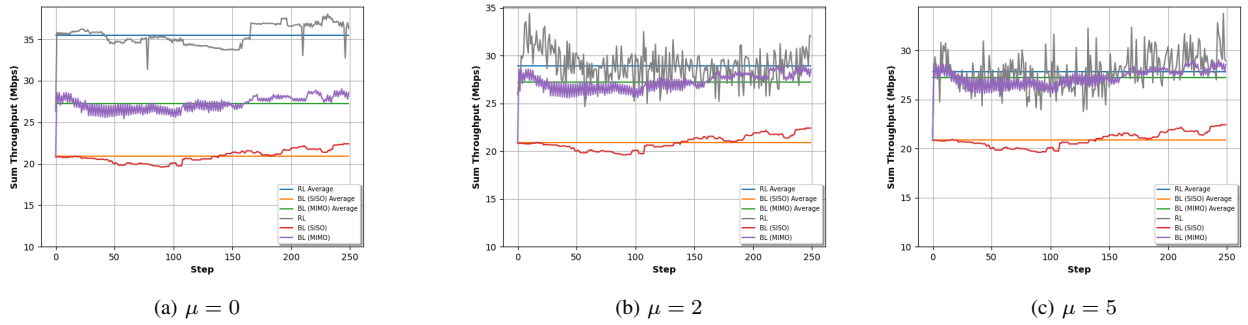 Sum Throughput (Mbps)
35
30
25
20
15
10
0
50
100
150
200
250
Step
RL Average
BL (SISO) Average
BL (MIMO) Average
RL
BL (SISO)
BL (MIMO)
(a) μ = 0
Sum Throughput (Mbps)
35
30
25
20
15
10
0
50
100
150
200
250
Step
RL Average
BL (SISO) Average
BL (MIMO) Average
RL
BL (SISO)
BL (MIMO)
(b) μ = 2
Sum Throughput (Mbps)
30
25
20
15
10
0
50
100
150
200
250
Step
RL Average
BL (SISO) Average
BL (MIMO) Average
RL
BL (SISO)
BL (MIMO)
(c) μ = 5